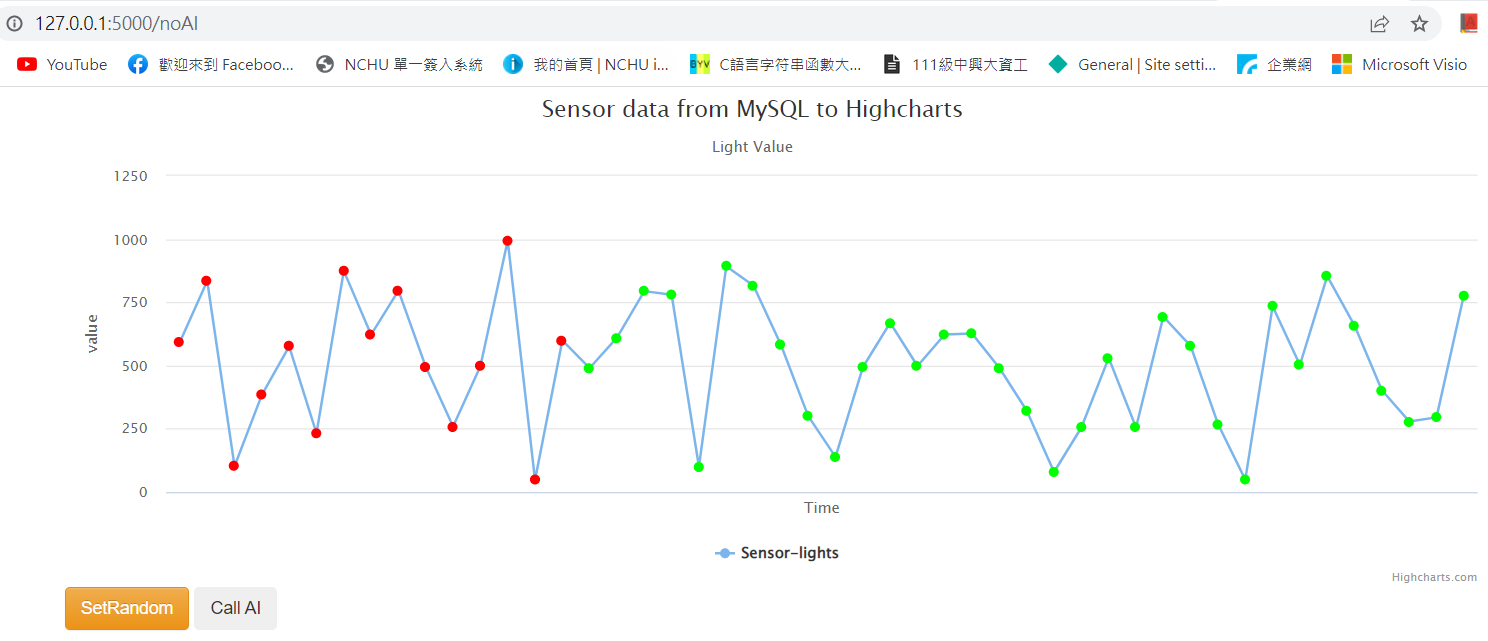 127.0.0.1:5000/noAI
YouTube 歡迎來到 Faceboo... NCHU 單一簽入系統 我的首頁 | NCHU i... BYV C語言字符串函數大... 111級中興大資工 General | Site setti... 企業網 Microsoft Visio
Sensor data from MySQL to Highcharts
Light Value
1250
1000
750
500
250
0
value
Time
Sensor-lights
Highcharts.com
SetRandom Call AI